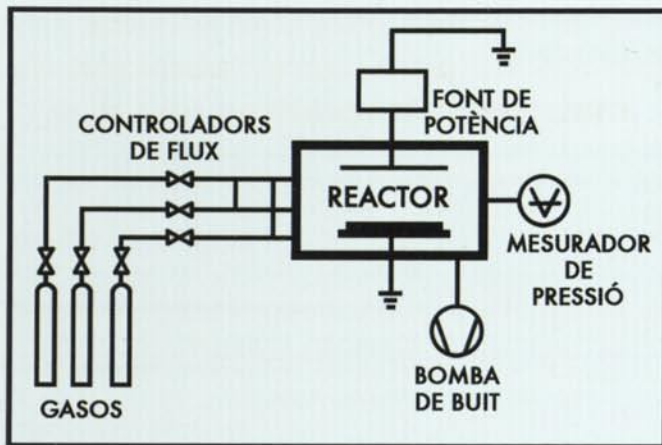 FONT DE
POTÈNCIA
CONTROLADORS
DE FLUX
REACTOR
MESURADOR
DE
PRESSIÓ
BOMBA
DE BUIT
GASOS